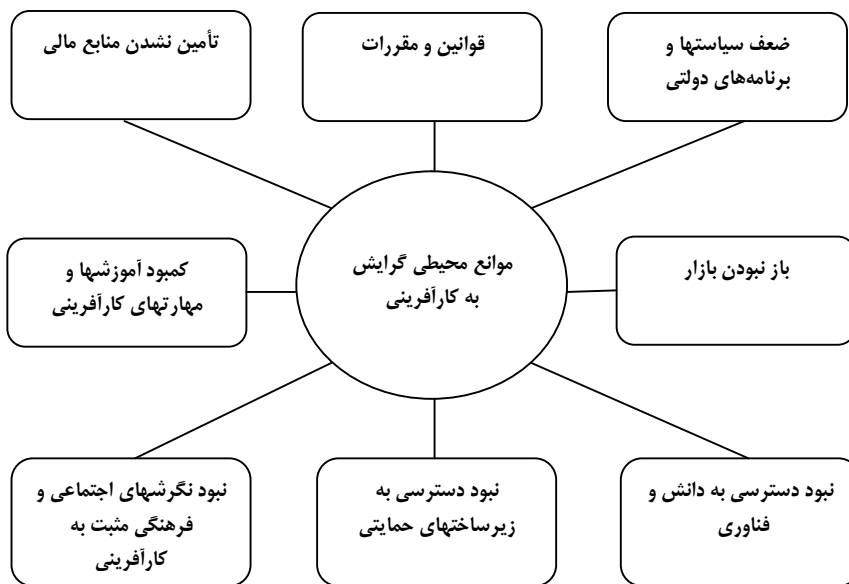 ضعف سیاستها و
برنامه‌های دولتی
قوانین و مقررات
تأمین نشدن منابع مالی
باز نبودن بازار
موانع محیطی گرایش
به کارآفرینی
کمبود آموزشها و
مهارتهای کارآفرینی
نبود دسترسی به دانش و
فناوری
نبود دسترسی به
زیرساختهای حمایتی
نبود نگرشهای اجتماعی و
فرهنگی مثبت به
کارآفرینی